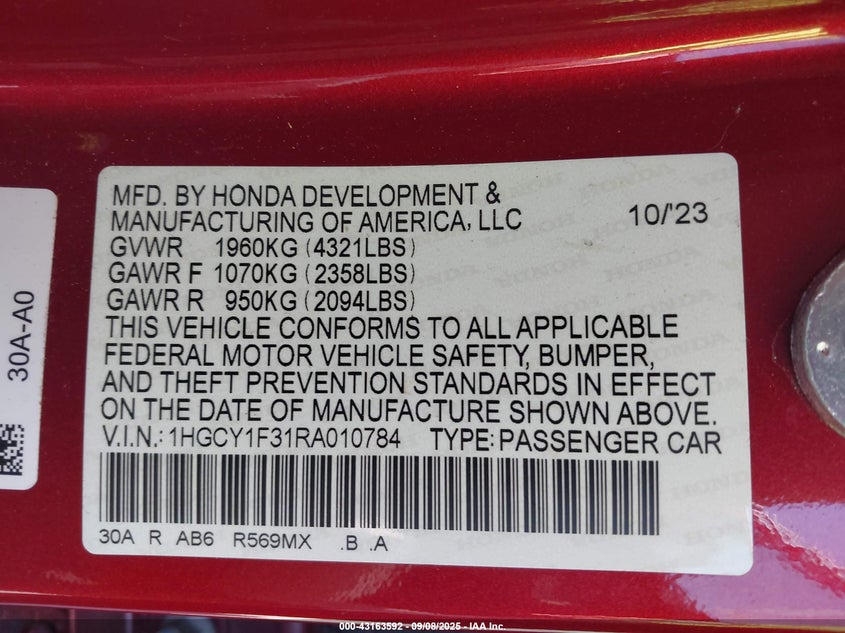 MFD. BY HONDA DEVELOPMENT &
MANUFACTURING OF AMERICA, LLC 10/'23
GVWR 1960KG (4321LBS)
GAWR F 1070KG (2358LBS)
GAWR R 950KG (2094LBS)
THIS VEHICLE CONFORMS TO ALL APPLICABLE
FEDERAL MOTOR VEHICLE SAFETY, BUMPER,
AND THEFT PREVENTION STANDARDS IN EFFECT
ON THE DATE OF MANUFACTURE SHOWN ABOVE.
V.I.N.: 1HGCY1F31RA010784 TYPE: PASSENGER CAR
30A R AB6 R569MX .B .A
30A-A0
000-43163592 - 09/08/2025 - IAA Inc.